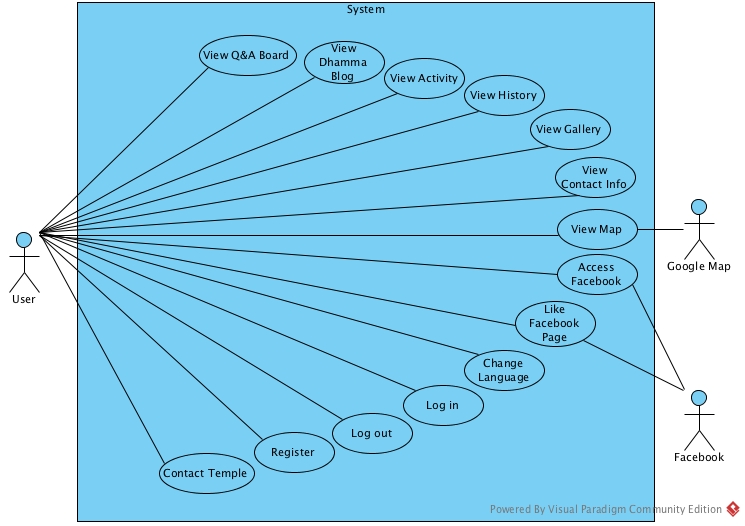 System
View Q&A Board
View
Dhamma
Blog
View Activity
View History
View Gallery
View
Contact Info
View Map
Google Map
User
Access
Facebook
Like
Facebook
Page
Change
Language
Log in
Facebook
Log out
Register
Contact Temple
Powered By Visual Paradigm Community Edition